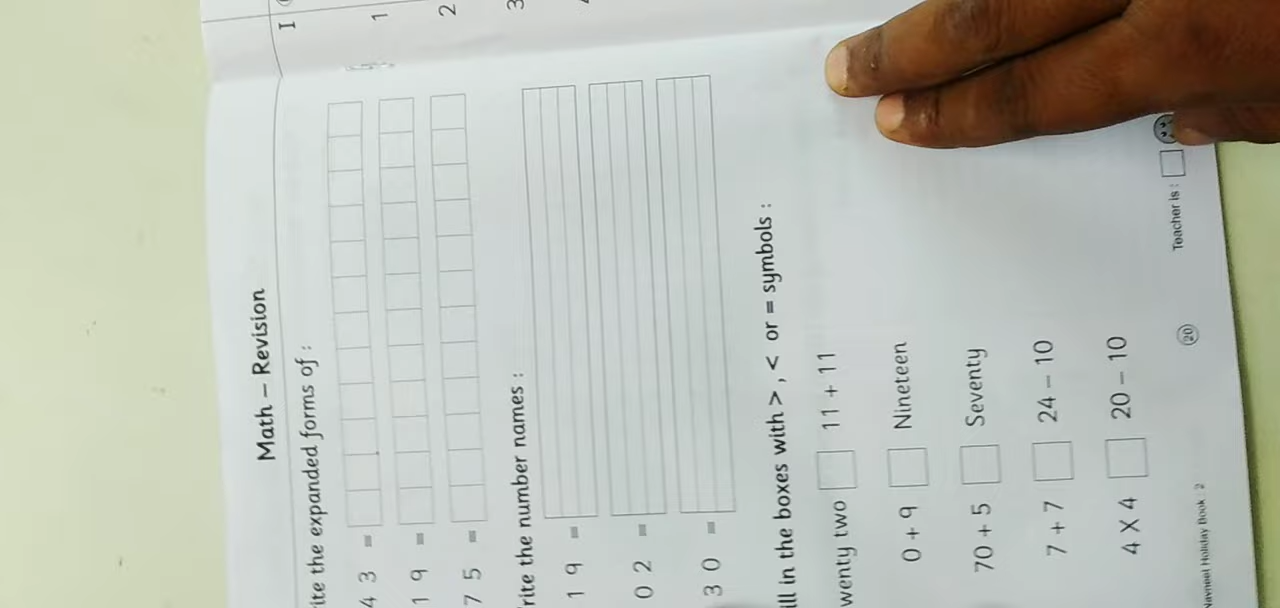 Math – Revision
ite the expanded forms of :
4 3 =
1 9 =
7 5 =
rite the number names :
1 9 =
0 2 =
3 0 =
ill in the boxes with > , < or = symbols :
wenty two 11 + 11
0 + 9 Nineteen
70 + 5 Seventy
7 + 7 24 – 10
4 X 4 20 – 10
Navneet Holiday Book : 2 20 Teacher is :
I
1
2
3